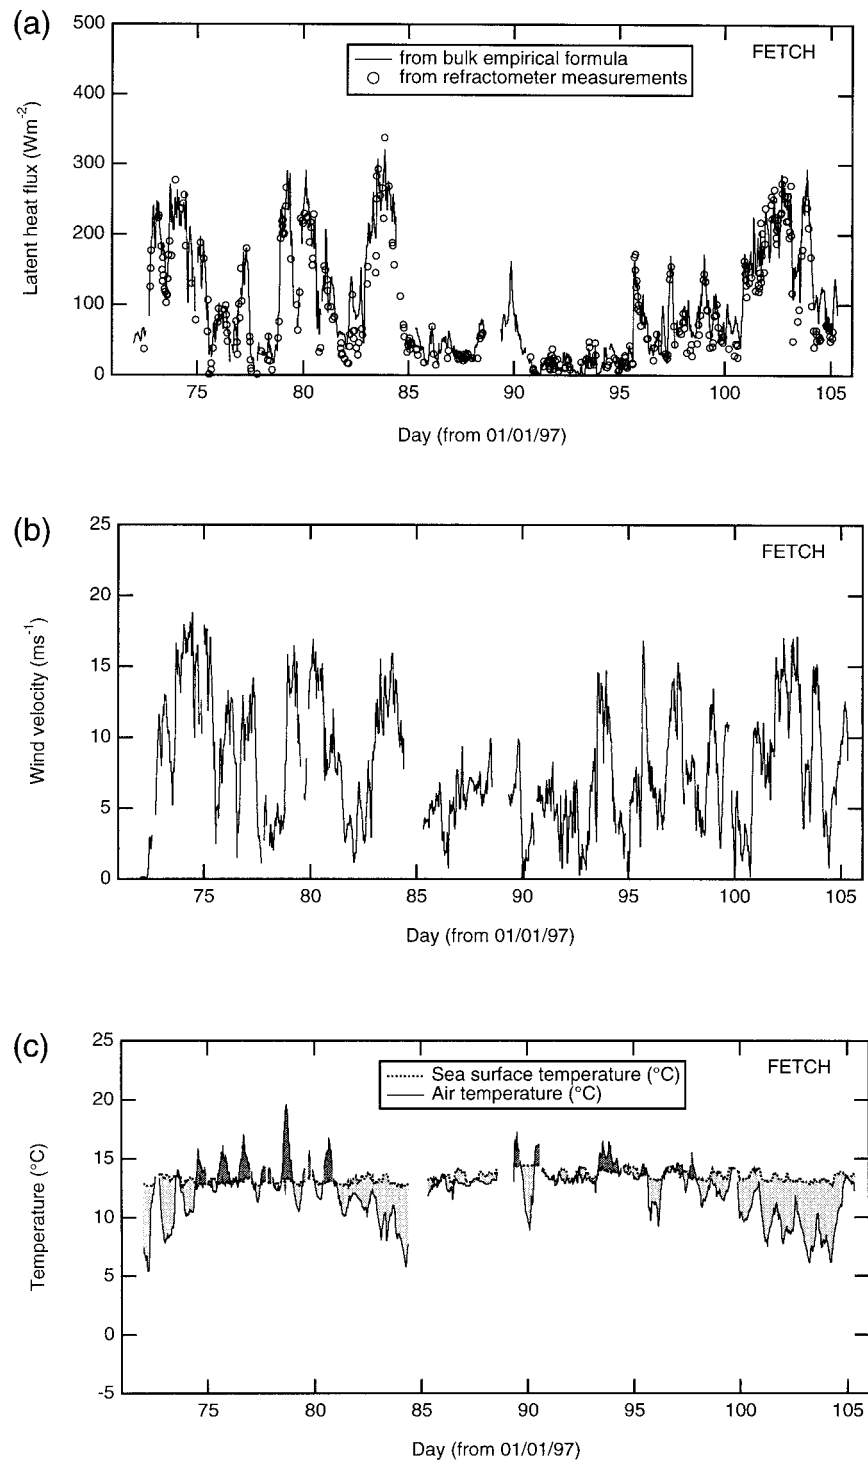 (a)
500
400
300
200
100
0
Latent heat flux (Wm-2)
from bulk empirical formula
from refractometer measurements
FETCH
75 80 85 90 95 100 105
Day (from 01/01/97)
(b)
25
20
15
10
5
0
Wind velocity (ms-1)
FETCH
75 80 85 90 95 100 105
Day (from 01/01/97)
(c)
25
20
15
10
5
0
-5
Temperature (°C)
Sea surface temperature (°C)
Air temperature (°C)
FETCH
75 80 85 90 95 100 105
Day (from 01/01/97)